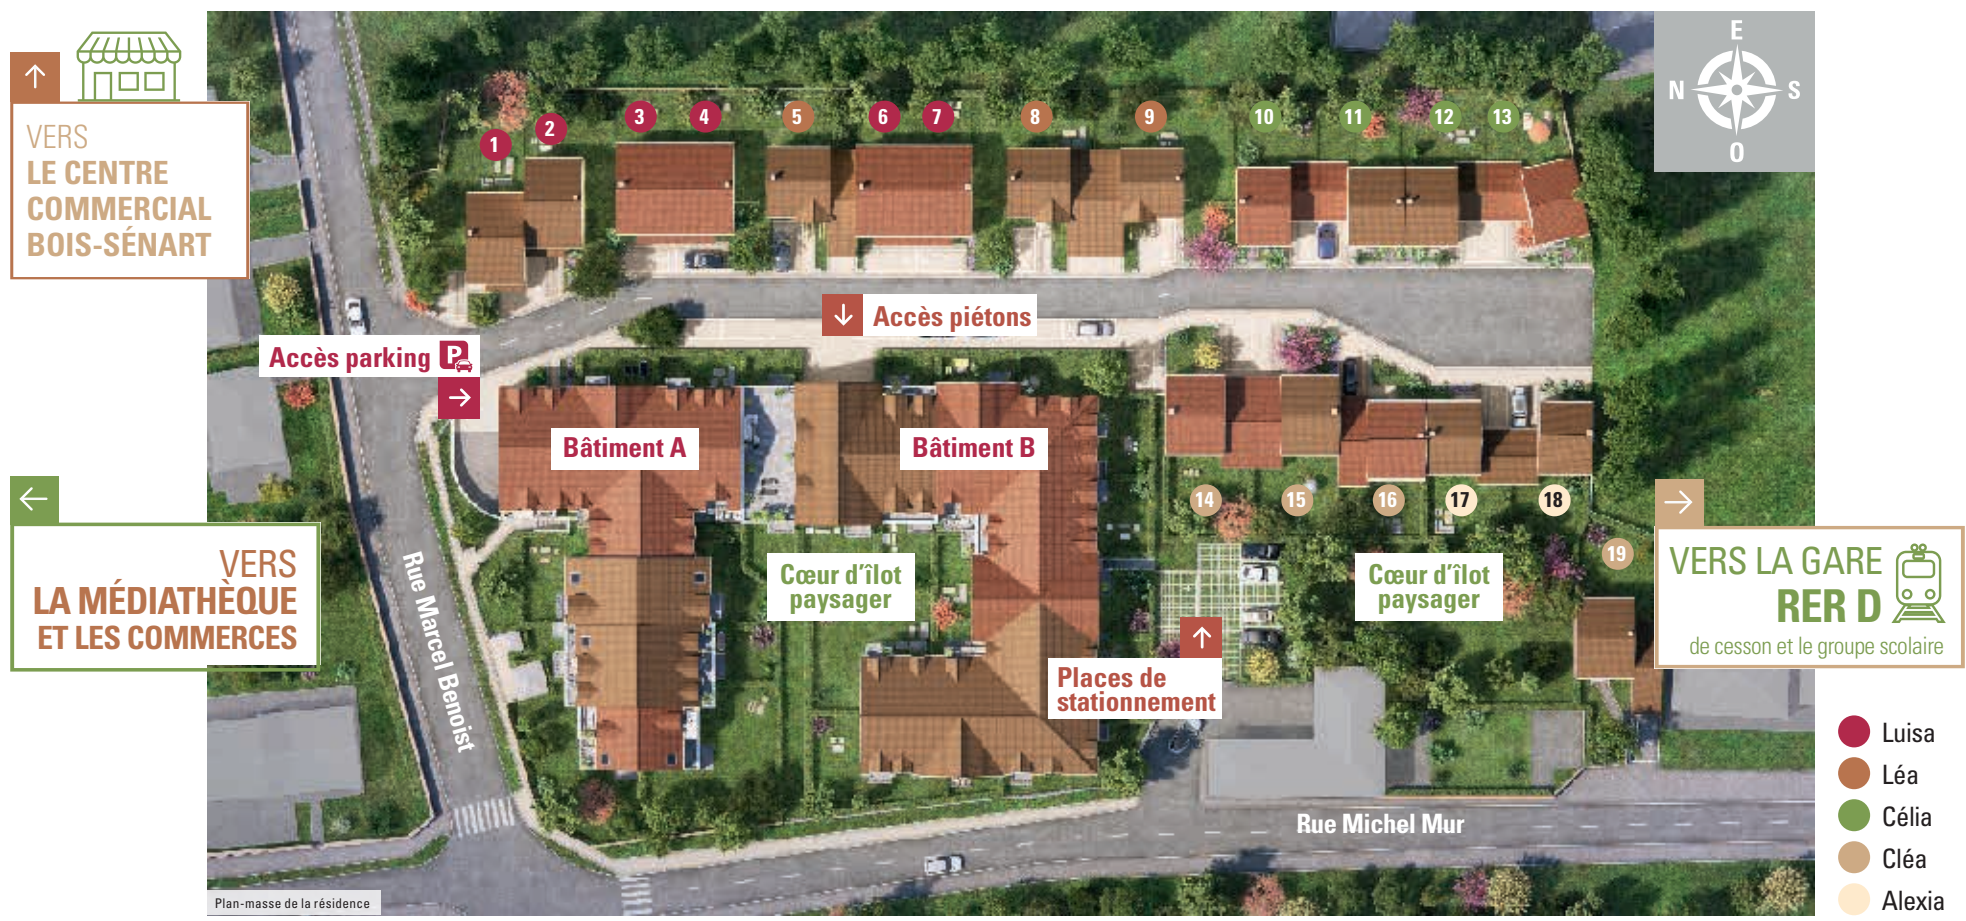 VERS
LE CENTRE
COMMERCIAL
BOIS-SÉNART
1
2
3
4
5
6
7
8
9
10
11
12
13
E
N
S
O
Accès piétons
Accès parking P
Bâtiment A
Bâtiment B
14
15
16
17
18
19
VERS
LA MÉDIATHÈQUE
ET LES COMMERCES
Cœur d'îlot
paysager
Cœur d'îlot
paysager
VERS LA GARE
RER D
de cesson et le groupe scolaire
Rue Marcel Benoist
Places de
stationnement
Rue Michel Mur
Luisa
Léa
Célia
Cléa
Alexia
Plan-masse de la résidence